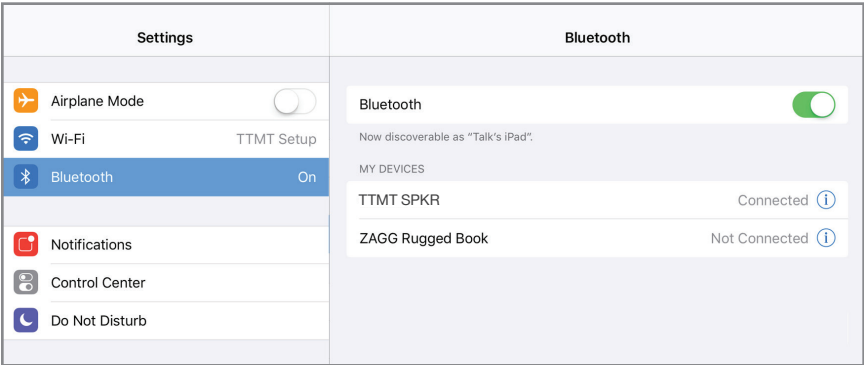 Settings
Airplane Mode
Wi-Fi TTMT Setup
Bluetooth On
Notifications
Control Center
Do Not Disturb
Bluetooth
Bluetooth
Now discoverable as “Talk’s iPad”.
MY DEVICES
TTMT SPKR Connected
ZAGG Rugged Book Not Connected